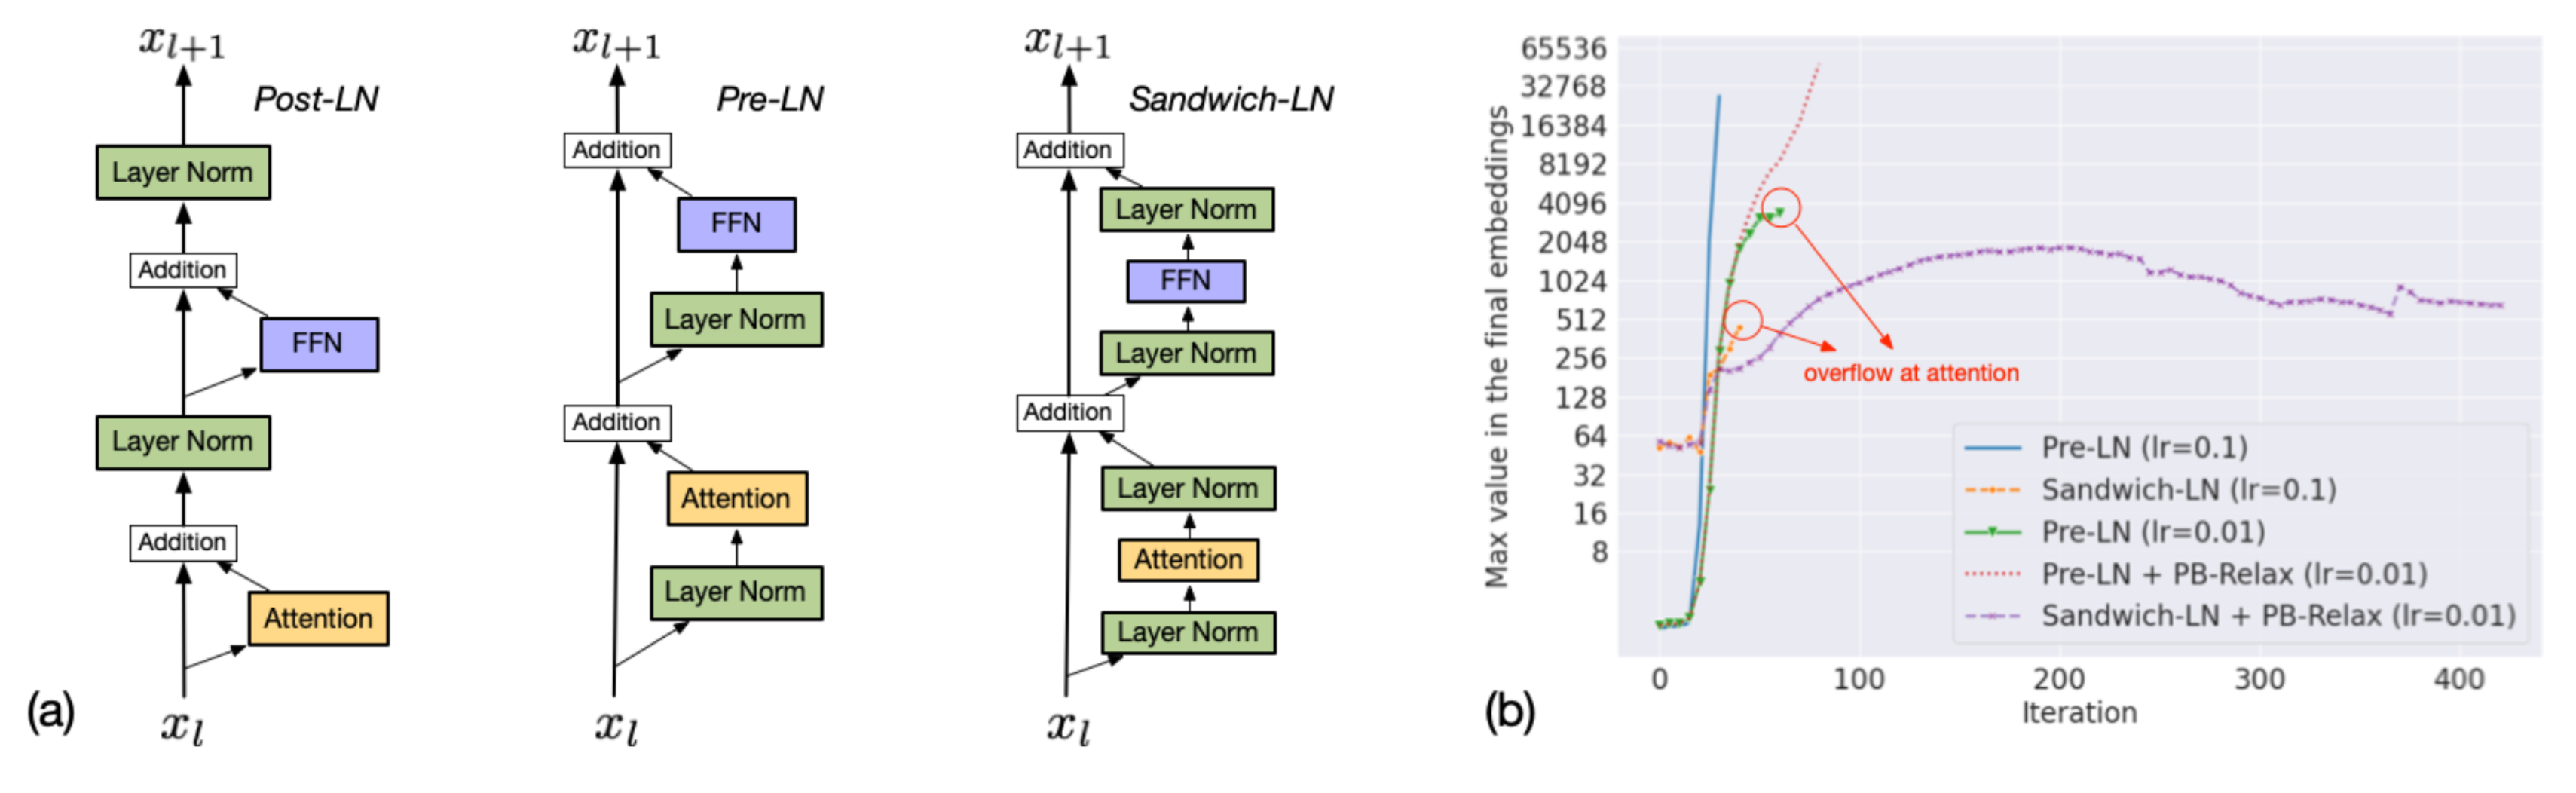 x_{l+1}
Post-LN
Layer Norm
Addition
FFN
Layer Norm
Addition
Attention
x_l
(a)
x_{l+1}
Pre-LN
Addition
FFN
Layer Norm
Addition
Attention
Layer Norm
x_l
x_{l+1}
Sandwich-LN
Addition
Layer Norm
FFN
Layer Norm
Addition
Layer Norm
Attention
Layer Norm
x_l
(b)
Max value in the final embeddings
65536
32768
16384
8192
4096
2048
1024
512
256
128
64
32
16
8
overflow at attention
Pre-LN (lr=0.1)
Sandwich-LN (lr=0.1)
Pre-LN (lr=0.01)
Pre-LN + PB-Relax (lr=0.01)
Sandwich-LN + PB-Relax (lr=0.01)
0 100 200 300 400
Iteration